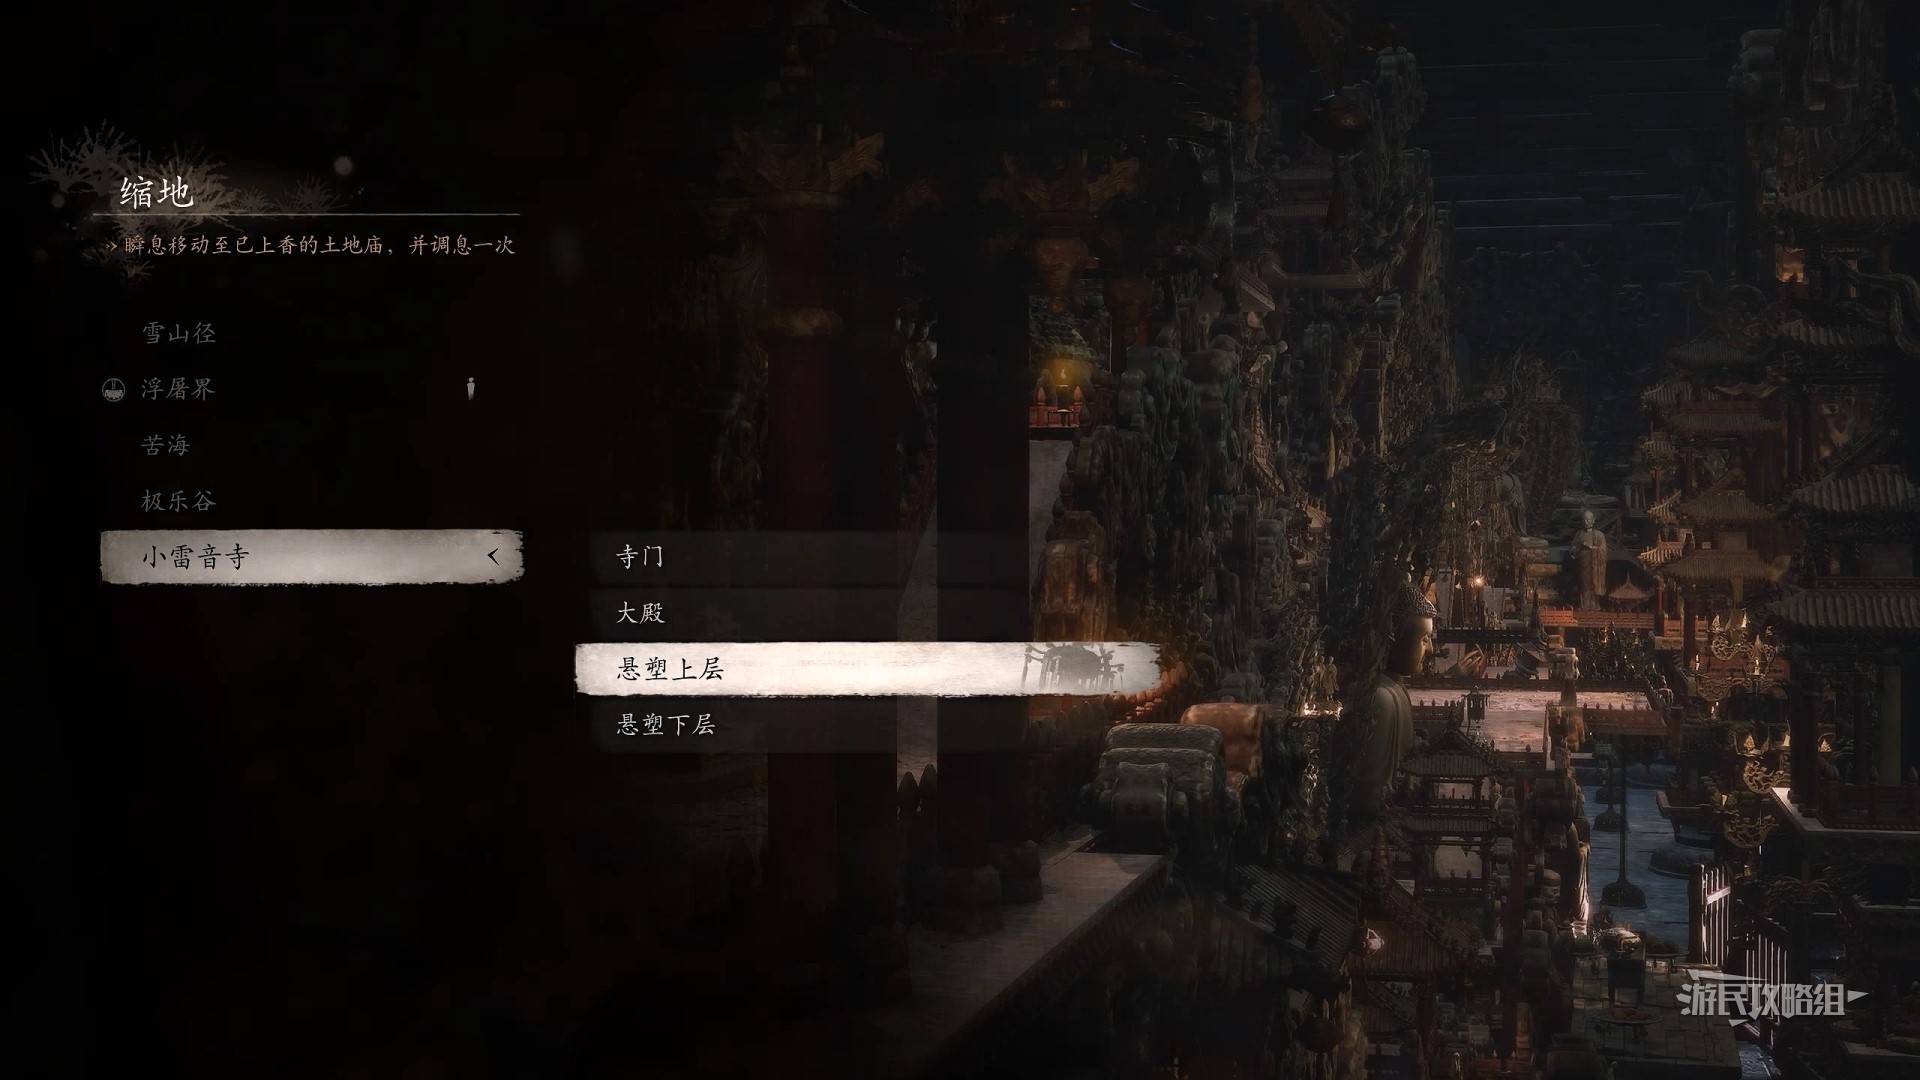 缩地
瞬息移动至已上香的土地庙，并调息一次
雪山径
浮屠界
苦海
极乐谷
小雷音寺
寺门
大殿
悬塑上层
悬塑下层
游民攻略组